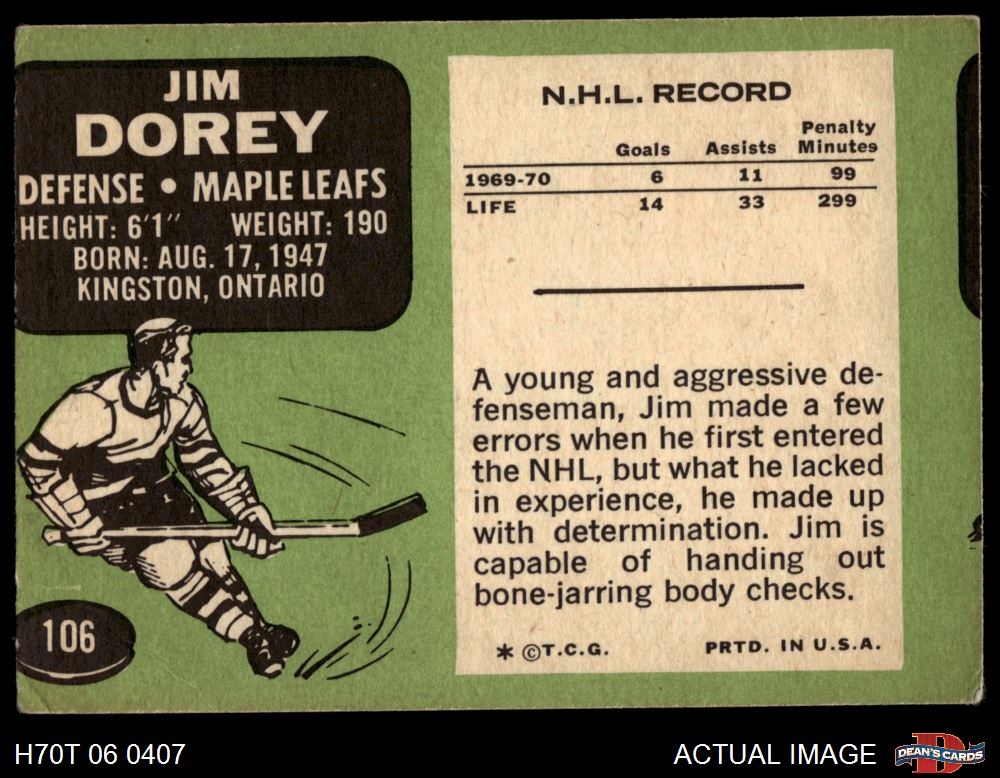 JIM
DOREY
DEFENSE • MAPLE LEAFS
HEIGHT: 6'1" WEIGHT: 190
BORN: AUG. 17, 1947
KINGSTON, ONTARIO
106
N.H.L. RECORD
Penalty
Goals Assists Minutes
1969-70 6 11 99
LIFE 14 33 299
A young and aggressive de-
fenseman, Jim made a few
errors when he first entered
the NHL, but what he lacked
in experience, he made up
with determination. Jim is
capable of handing out
bone-jarring body checks.
* ©T.C.G. PRTD. IN U.S.A.
H70T 06 0407
ACTUAL IMAGE
D
DEAN'S CARDS